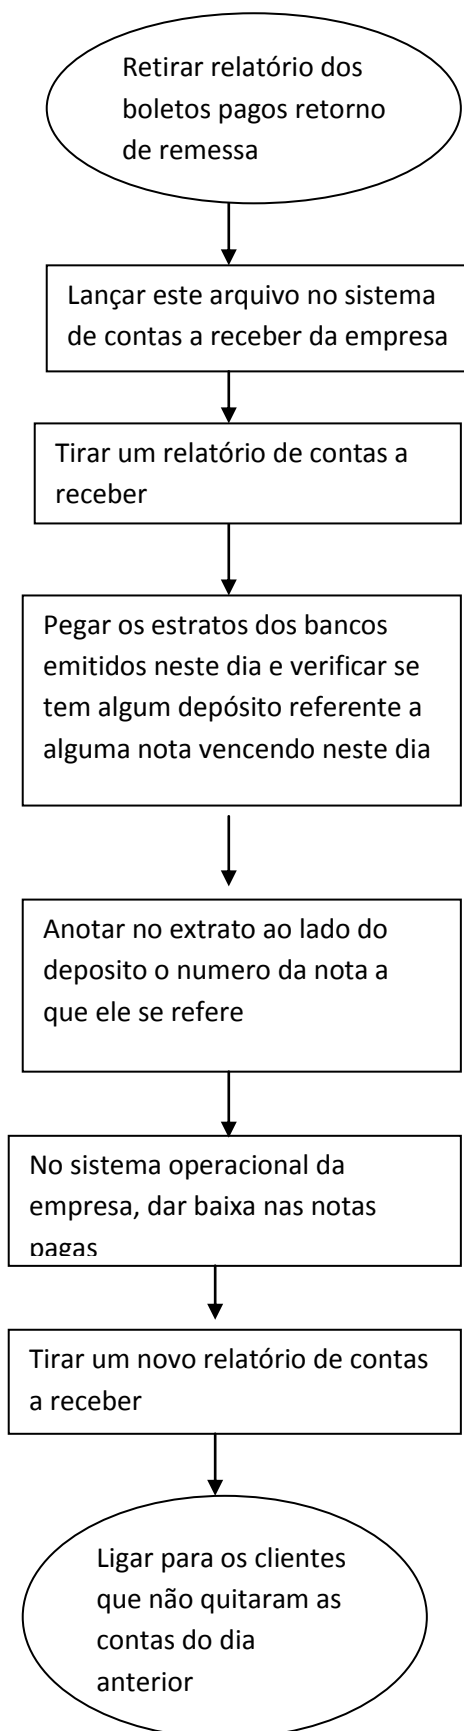 Retirar relatório dos
boletos pagos retorno
de remessa
Lançar este arquivo no sistema
de contas a receber da empresa
Tirar um relatório de contas a
receber
Pegar os estratos dos bancos
emitidos neste dia e verificar se
tem algum depósito referente a
alguma nota vencendo neste dia
Anotar no extrato ao lado do
deposito o numero da nota a
que ele se refere
No sistema operacional da
empresa, dar baixa nas notas
pagas
Tirar um novo relatório de contas
a receber
Ligar para os clientes
que não quitaram as
contas do dia
anterior